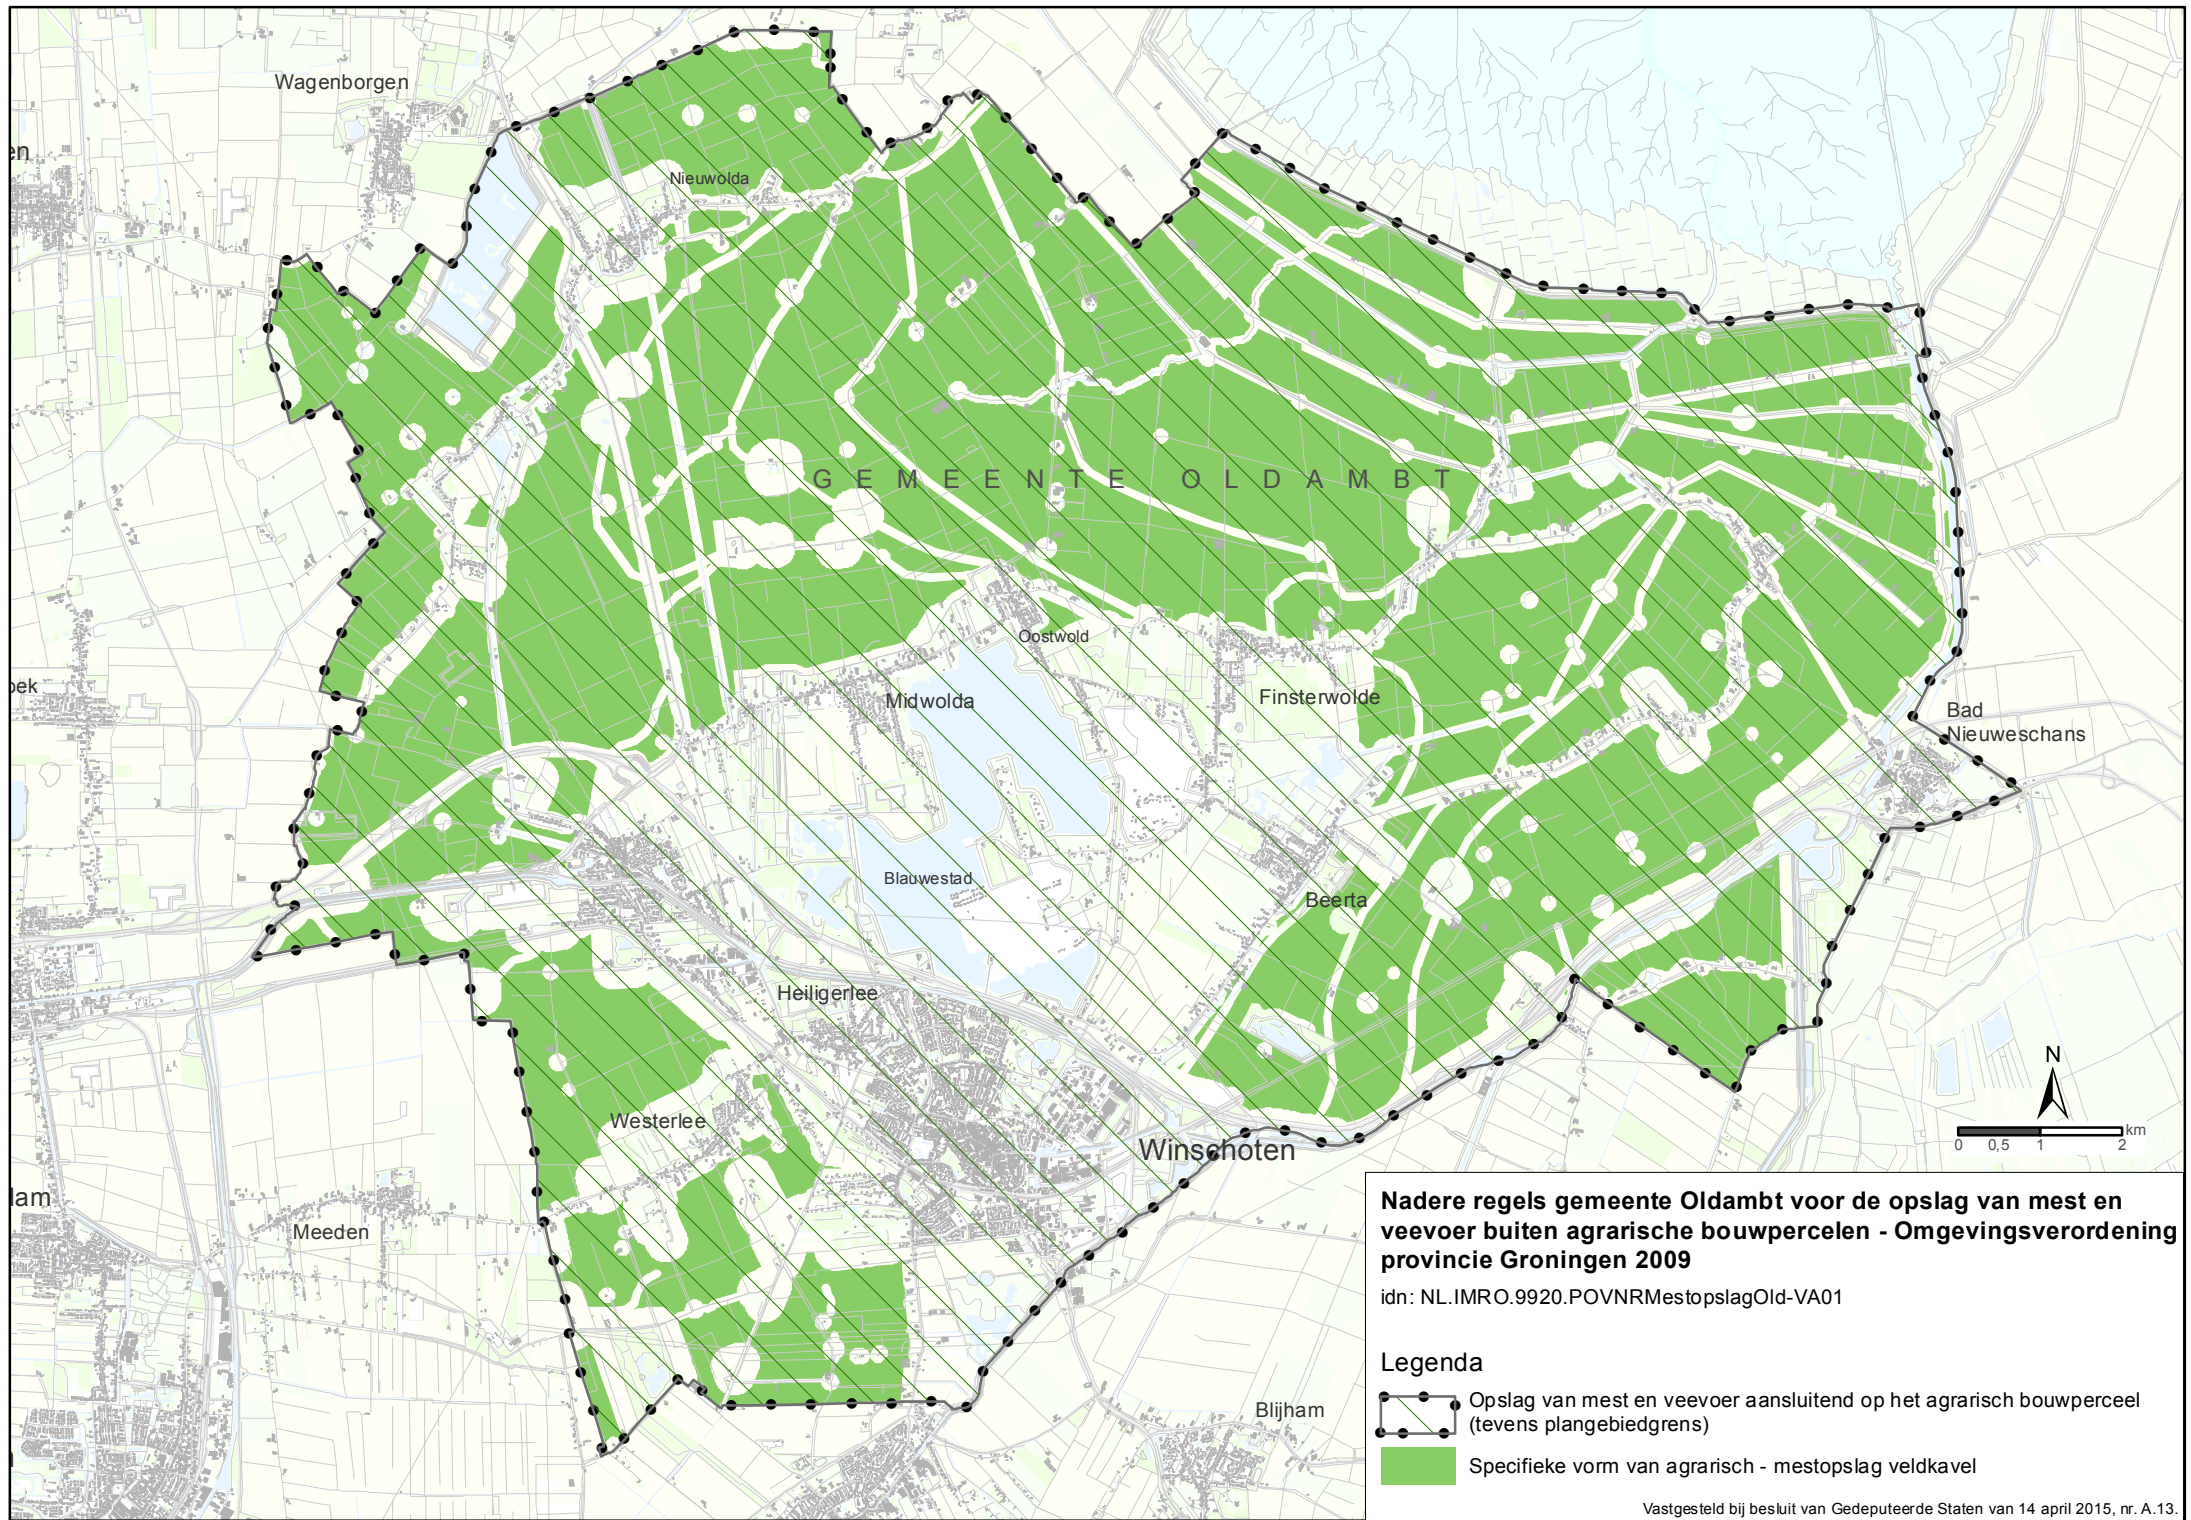 Wagenborgen
Nieuwolda
GEMEENTE OLDAMBT
Oostwold
Midwolda
Finsterwolde
Bad
Nieuweschans
Blauwestad
Beerta
Heiligerlee
Westerlee
Winschoten
Meeden
Blijham
N
km
0 0,5 1 2
Nadere regels gemeente Oldambt voor de opslag van mest en
veevoer buiten agrarische bouwpercelen - Omgevingsverordening
provincie Groningen 2009
idn: NL.IMRO.9920.POVNRMestopslagOld-VA01
Legenda
Opslag van mest en veevoer aansluitend op het agrarisch bouwperceel
(tevens plangebiedgrens)
Specifieke vorm van agrarisch - mestopslag veldkavel
Vastgesteld bij besluit van Gedeputeerde Staten van 14 april 2015, nr. A.13.